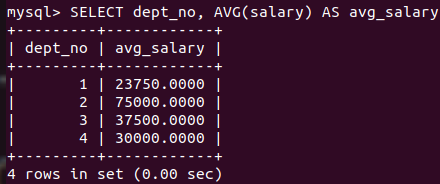 mysql> SELECT dept_no, AVG(salary) AS avg_salary
+---------+------------+
| dept_no | avg_salary |
+---------+------------+
|       1 | 23750.0000 |
|       2 | 75000.0000 |
|       3 | 37500.0000 |
|       4 | 30000.0000 |
+---------+------------+
4 rows in set (0.00 sec)